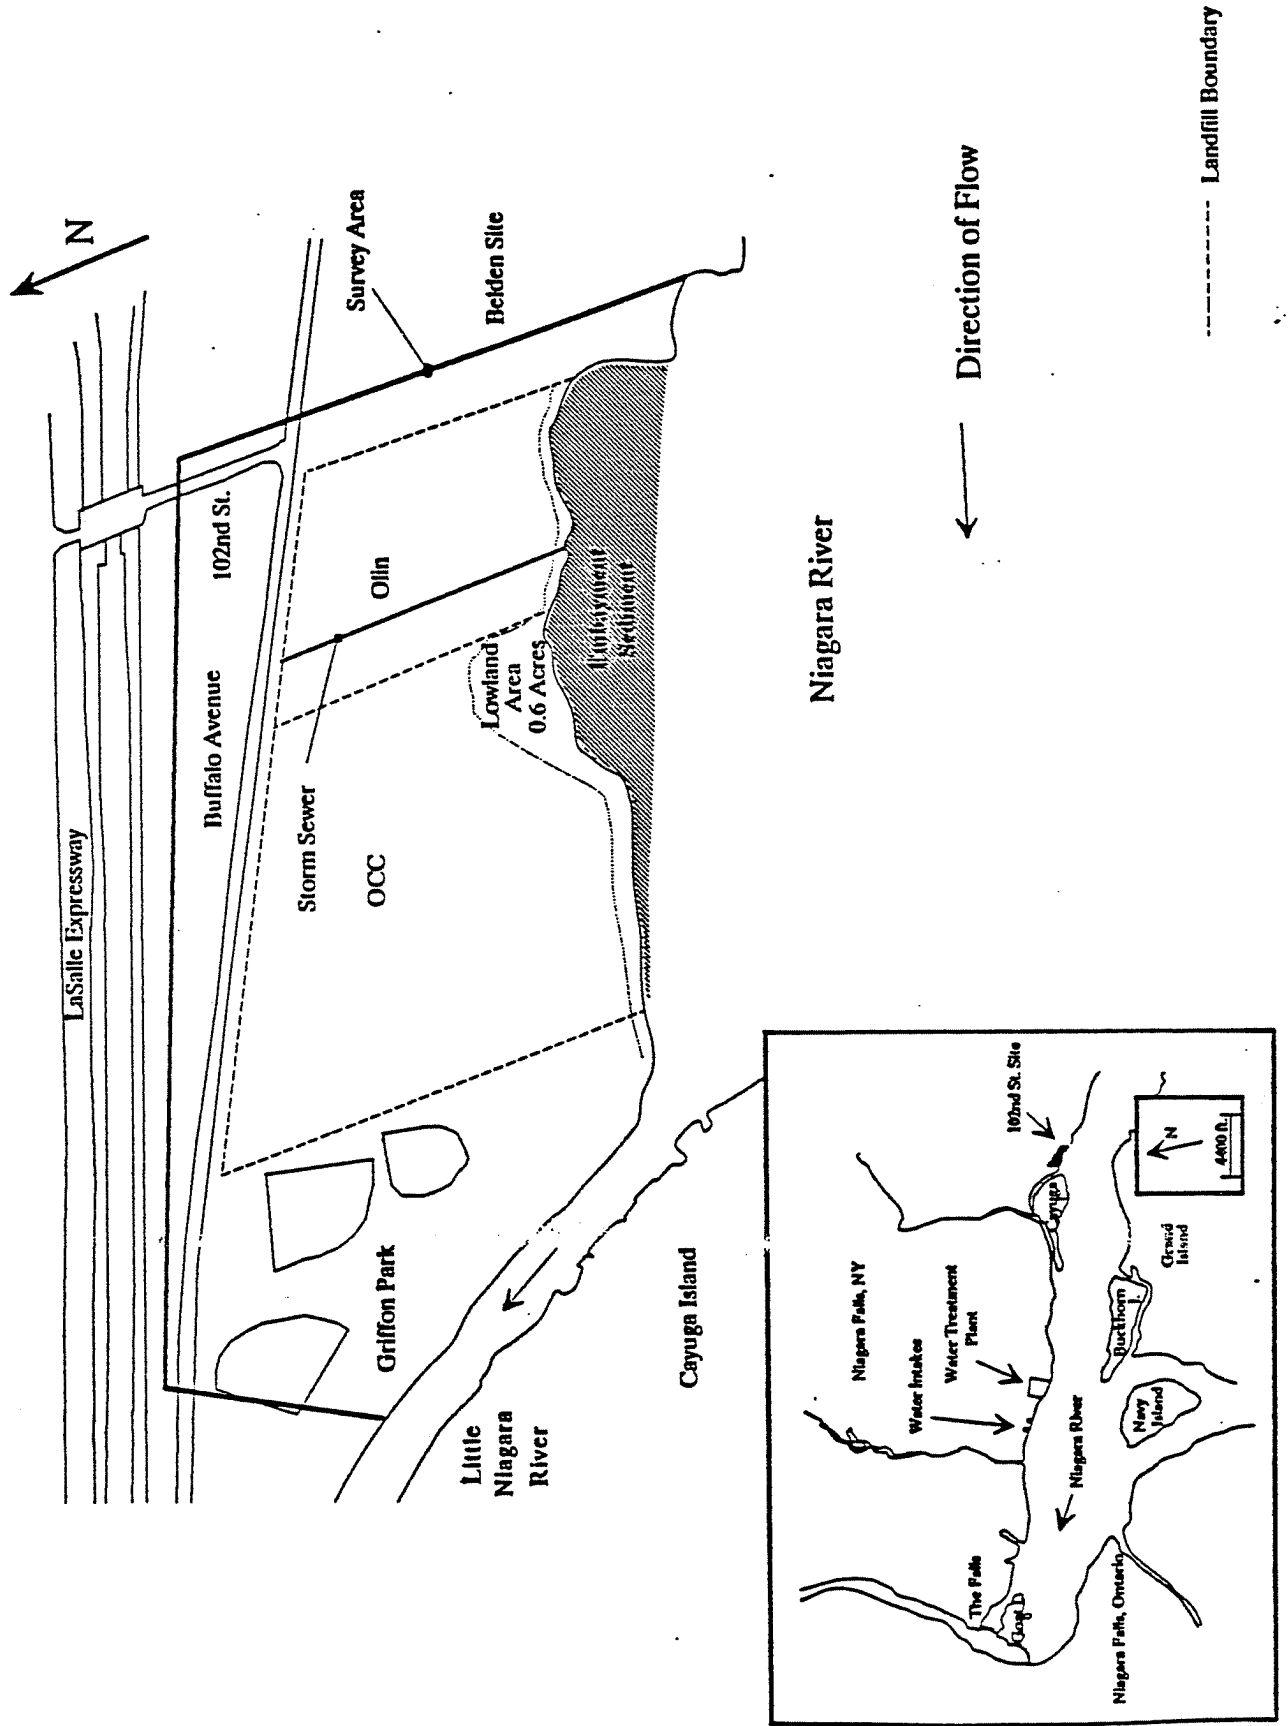 N
LaSalle Expressway
102nd St.
Buffalo Avenue
Survey Area
Belden Site
Olin
Storm Sewer
OCC
Lowland
Area
0.6 Acres
Embayment
Sediment
Griffon Park
Little
Niagara
River
Cayuga Island
Niagara River
Direction of Flow
Landfill Boundary
102nd St. Site
Cayuga
Niagara Falls, NY
Water Treatment
Plant
Water Intakes
The Falls
Goat I.
Niagara River
Buckhorn
I.
Navy
Island
Grand
Island
Niagara Falls, Ontario
N
4400 ft.